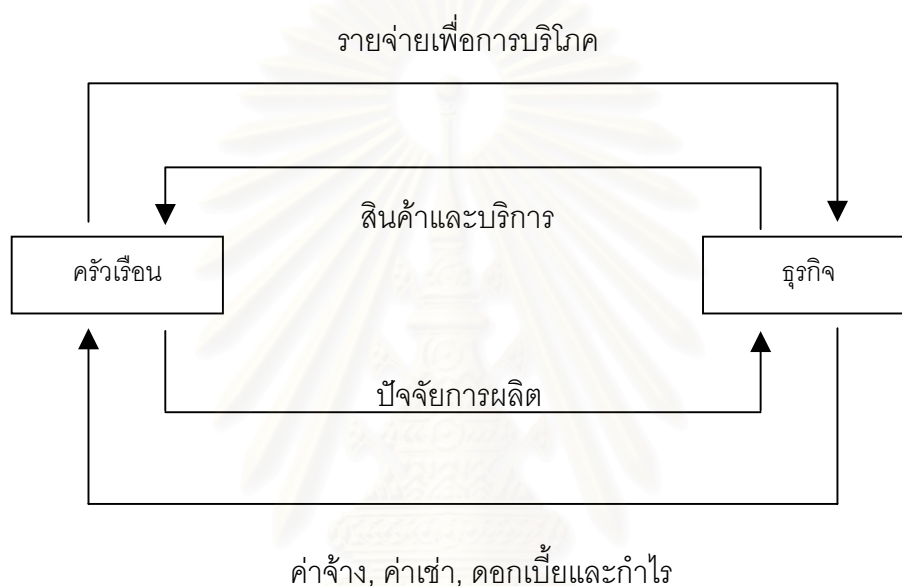 รายจ่ายเพื่อการบริโภค
สินค้าและบริการ
ครัวเรือน
ธุรกิจ
ปัจจัยการผลิต
ค่าจ้าง, ค่าเช่า, ดอกเบี้ยและกำไร